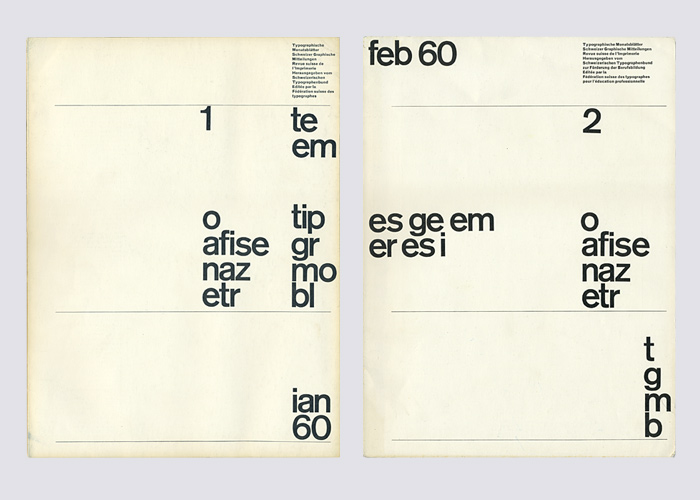 Typographische
Monatsblätter
Schweizer Graphische
Mitteilungen
Revue suisse de
l'Imprimerie
Herausgegeben vom
Schweizerischen
Typographenbund
Editée par la
Fédération suisse des
typographes
1
te
em
o
afise
naz
etr
tip
gr
mo
bl
ian
60
feb 60
Typographische Monatsblätter
Schweizer Graphische Mitteilungen
Revue suisse de l'Imprimerie
Herausgegeben vom
Schweizerischen Typographenbund
zur Förderung der Berufsbildung
Editée par la
Fédération suisse des typographes
pour l'éducation professionnelle
2
es ge em
er es i
o
afise
naz
etr
t
g
m
b